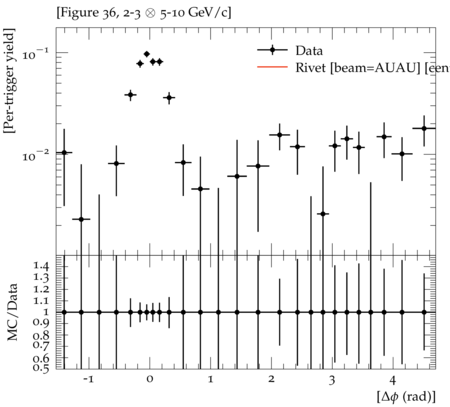 [Figure 36, 2-3 ⊗ 5-10 GeV/c]
[Per-trigger yield]
10⁻¹
10⁻²
Data
Rivet [beam=AUAU] [cen
MC/Data
1.4
1.3
1.2
1.1
1
0.9
0.8
0.7
0.6
0.5
-1 0 1 2 3 4
[Δϕ (rad)]